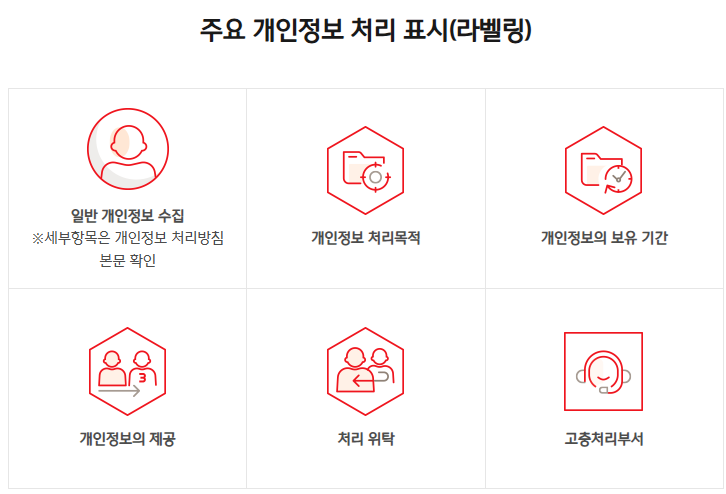 주요 개인정보 처리 표시(라벨링)
일반 개인정보 수집
※세부항목은 개인정보 처리방침
본문 확인
개인정보 처리목적
개인정보의 보유 기간
3
개인정보의 제공
처리 위탁
고충처리부서